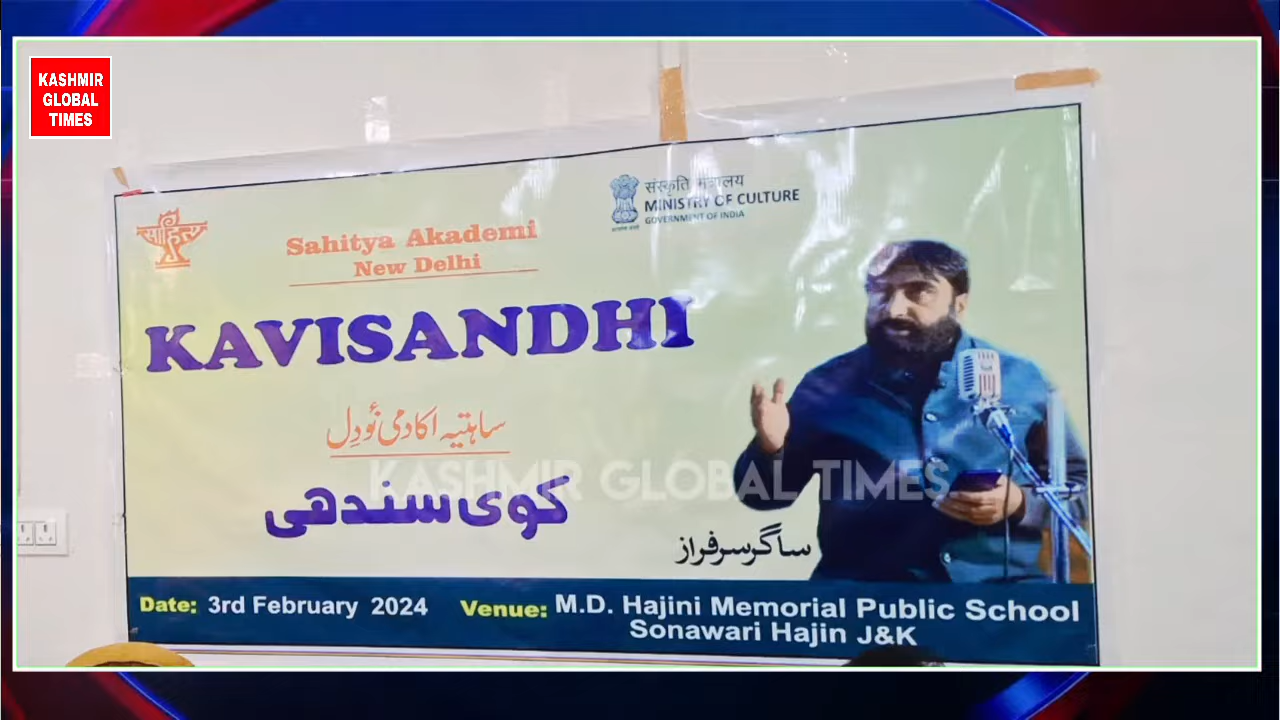 KASHMIR
GLOBAL
TIMES
साहित्य
संस्कृति मंत्रालय
MINISTRY OF CULTURE
GOVERNMENT OF INDIA
Sahitya Akademi
New Delhi
KAVISANDHI
ساہتیہ اکادمی نٔودِل
KASHMIR GLOBAL TIMES
کوی سندھی
ساگر سرفراز
Date: 3rd February 2024
Venue: M.D. Hajini Memorial Public School
Sonawari Hajin J&K